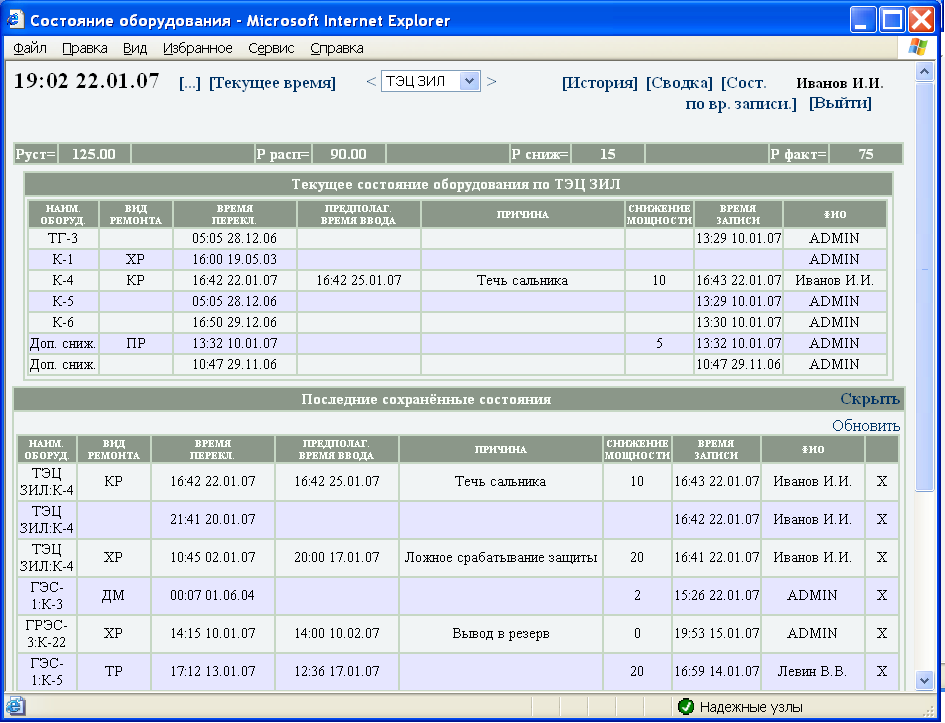 Состояние оборудования - Microsoft Internet Explorer
Файл Правка Вид Избранное Сервис Справка
19:02 22.01.07 [...] [Текущее время] < ТЭЦ ЗИЛ > [История] [Сводка] [Сост. Иванов И.И.
по вр. записи.] [Выйти]
Руст= 125.00 Р расп= 90.00 Р сниж= 15 Р факт= 75
Текущее состояние оборудования по ТЭЦ ЗИЛ
НАИМ. ВИД ВРЕМЯ ПРЕДПОЛАГ. ПРИЧИНА СНИЖЕНИЕ ВРЕМЯ ФИО
ОБОРУД. РЕМОНТА ПЕРЕКЛ. ВРЕМЯ ВВОДА МОЩНОСТИ ЗАПИСИ
ТГ-3 05:05 28.12.06 13:29 10.01.07 ADMIN
К-1 ХР 16:00 19.05.03 ADMIN
К-4 КР 16:42 22.01.07 16:42 25.01.07 Течь сальника 10 16:43 22.01.07 Иванов И.И.
К-5 05:05 28.12.06 13:29 10.01.07 ADMIN
К-6 16:50 29.12.06 13:30 10.01.07 ADMIN
Доп. сниж. ПР 13:32 10.01.07 5 13:32 10.01.07 ADMIN
Доп. сниж. 10:47 29.11.06 10:47 29.11.06 ADMIN
Последние сохранённые состояния Скрыть
Обновить
НАИМ. ВИД ВРЕМЯ ПРЕДПОЛАГ. ПРИЧИНА СНИЖЕНИЕ ВРЕМЯ ФИО
ОБОРУД. РЕМОНТА ПЕРЕКЛ. ВРЕМЯ ВВОДА МОЩНОСТИ ЗАПИСИ
ТЭЦ
ЗИЛ:К-4 КР 16:42 22.01.07 16:42 25.01.07 Течь сальника 10 16:43 22.01.07 Иванов И.И. X
ТЭЦ
ЗИЛ:К-4 21:41 20.01.07 16:42 22.01.07 Иванов И.И. X
ТЭЦ
ЗИЛ:К-4 ХР 10:45 02.01.07 20:00 17.01.07 Ложное срабатывание защиты 20 16:41 22.01.07 Иванов И.И. X
ГЭС-
1:К-3 ДМ 00:07 01.06.04 2 15:26 22.01.07 ADMIN X
ГРЭС-
3:К-22 ХР 14:15 10.01.07 14:00 10.02.07 Вывод в резерв 0 19:53 15.01.07 ADMIN X
ГЭС-
1:К-5 ТР 17:12 13.01.07 12:36 17.01.07 20 16:59 14.01.07 Левин В.В. X
Надежные узлы